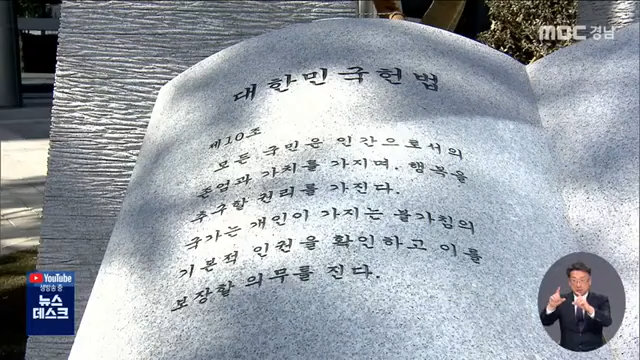 MBC 경남
대한민국헌법
제10조
모든 국민은 인간으로서의
존엄과 가치를 가지며, 행복을
추구할 권리를 가진다.
국가는 개인이 가지는 불가침의
기본적 인권을 확인하고 이를
보장할 의무를 진다.
YouTube
생방송 중
뉴스
데스크